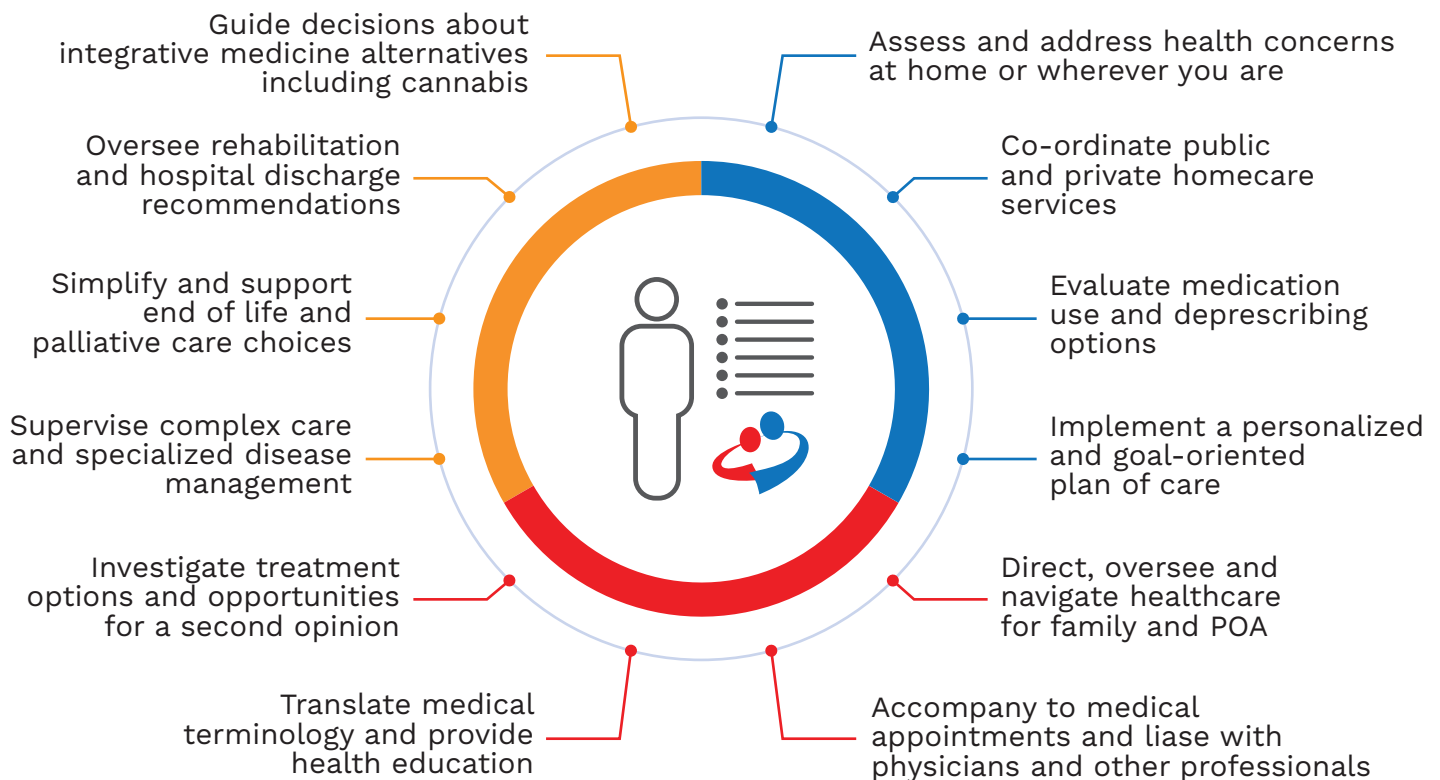 Guide decisions about
integrative medicine alternatives
including cannabis
Assess and address health concerns
at home or wherever you are
Oversee rehabilitation
and hospital discharge
recommendations
Co-ordinate public
and private homecare
services
Simplify and support
end of life and
palliative care choices
Evaluate medication
use and deprescribing
options
Supervise complex care
and specialized disease
management
Implement a personalized
and goal-oriented
plan of care
Investigate treatment
options and opportunities
for a second opinion
Direct, oversee and
navigate healthcare
for family and POA
Translate medical
terminology and provide
health education
Accompany to medical
appointments and liase with
physicians and other professionals